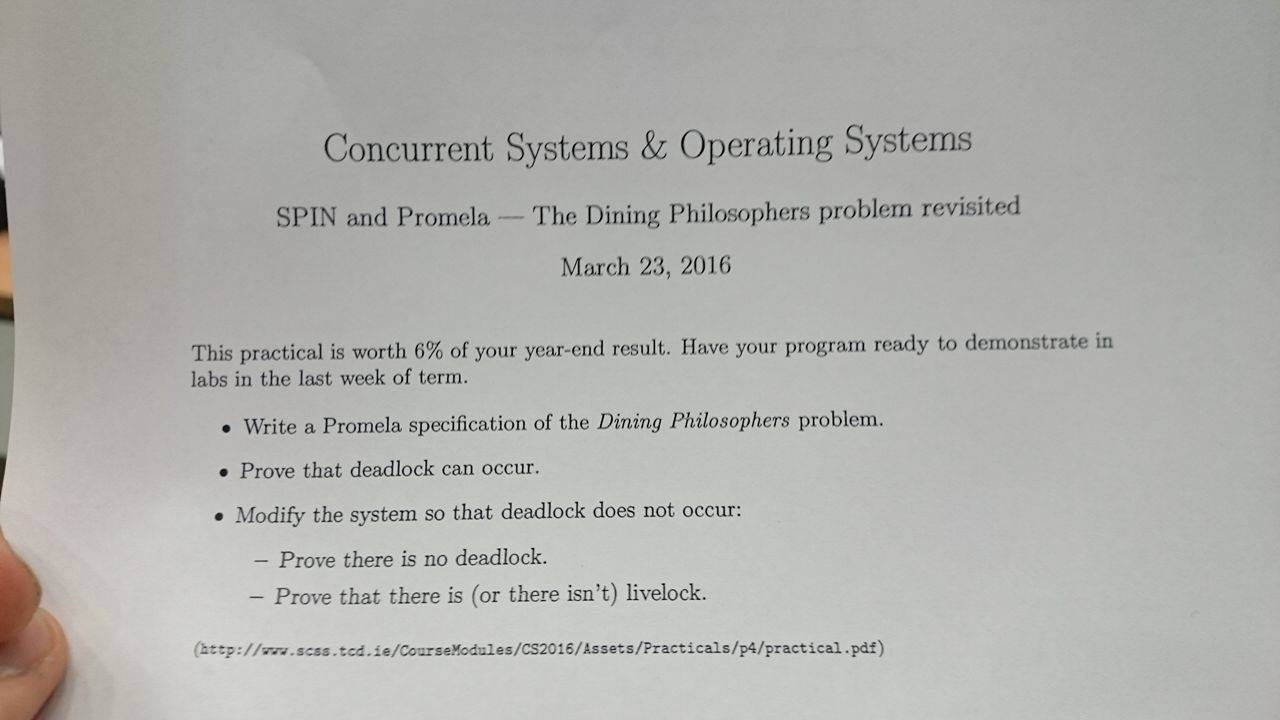 Concurrent Systems & Operating Systems
SPIN and Promela — The Dining Philosophers problem revisited
March 23, 2016
This practical is worth 6% of your year-end result. Have your program ready to demonstrate in
labs in the last week of term.
• Write a Promela specification of the Dining Philosophers problem.
• Prove that deadlock can occur.
• Modify the system so that deadlock does not occur:
– Prove there is no deadlock.
– Prove that there is (or there isn't) livelock.
(http://www.scss.tcd.ie/CourseModules/CS2016/Assets/Practicals/p4/practical.pdf)